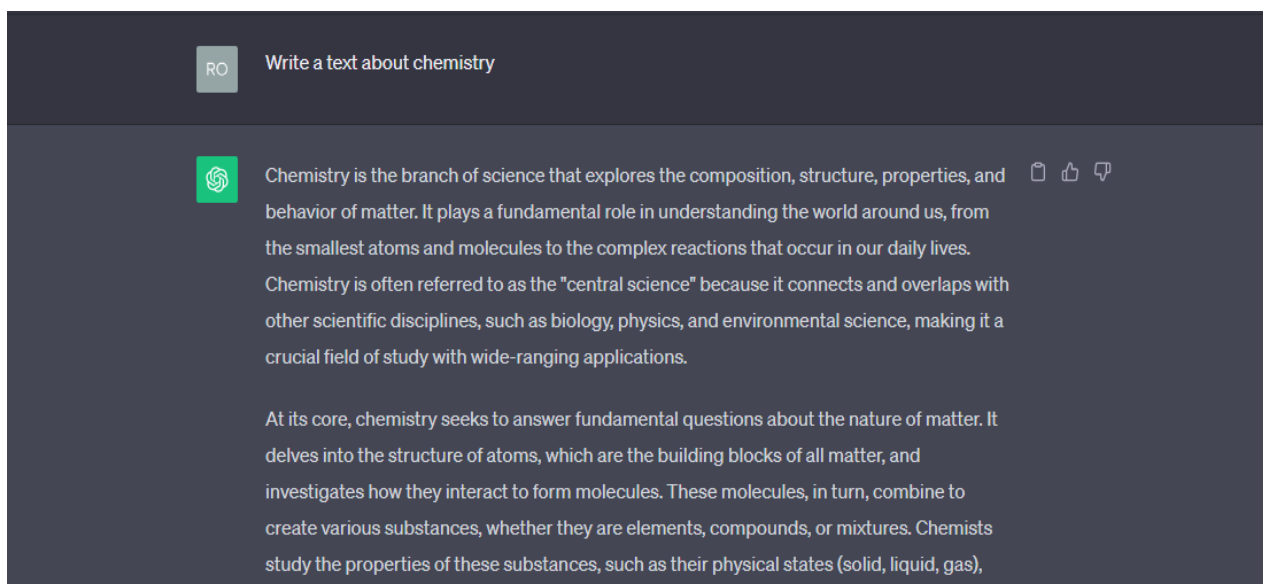 RO
Write a text about chemistry
Chemistry is the branch of science that explores the composition, structure, properties, and
behavior of matter. It plays a fundamental role in understanding the world around us, from
the smallest atoms and molecules to the complex reactions that occur in our daily lives.
Chemistry is often referred to as the "central science" because it connects and overlaps with
other scientific disciplines, such as biology, physics, and environmental science, making it a
crucial field of study with wide-ranging applications.
At its core, chemistry seeks to answer fundamental questions about the nature of matter. It
delves into the structure of atoms, which are the building blocks of all matter, and
investigates how they interact to form molecules. These molecules, in turn, combine to
create various substances, whether they are elements, compounds, or mixtures. Chemists
study the properties of these substances, such as their physical states (solid, liquid, gas),